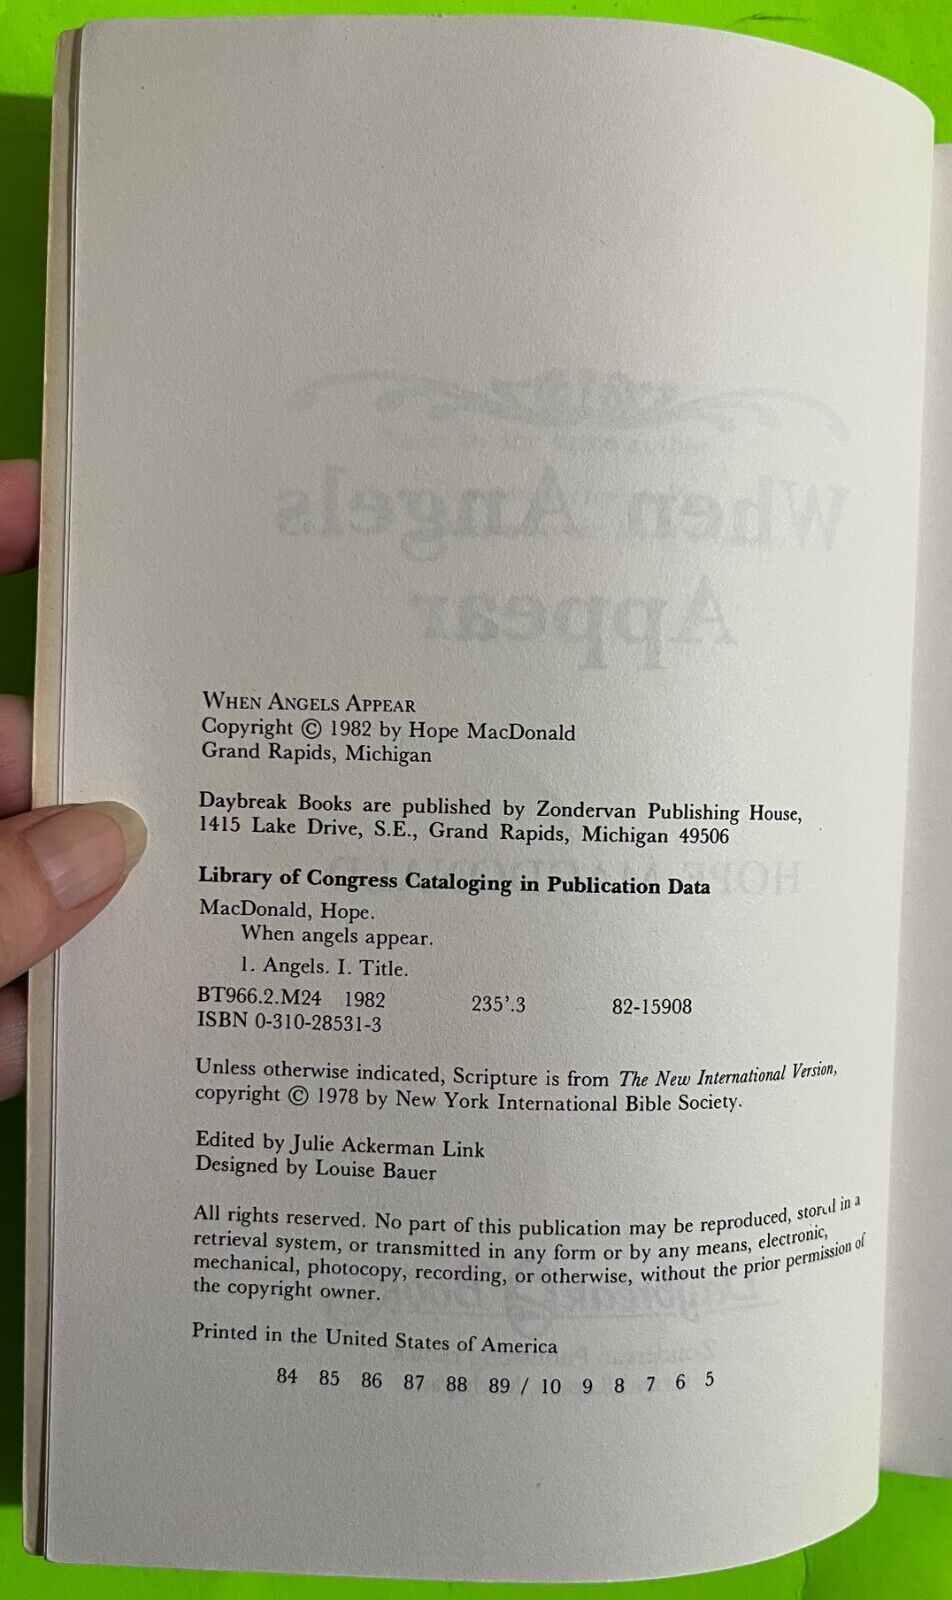 WHEN ANGELS APPEAR
Copyright © 1982 by Hope MacDonald
Grand Rapids, Michigan
Daybreak Books are published by Zondervan Publishing House,
1415 Lake Drive, S.E., Grand Rapids, Michigan 49506
Library of Congress Cataloging in Publication Data
MacDonald, Hope.
When angels appear.
1. Angels. I. Title.
BT966.2.M24 1982 235'.3 82-15908
ISBN 0-310-28531-3
Unless otherwise indicated, Scripture is from The New International Version,
copyright © 1978 by New York International Bible Society.
Edited by Julie Ackerman Link
Designed by Louise Bauer
All rights reserved. No part of this publication may be reproduced, stored in a
retrieval system, or transmitted in any form or by any means, electronic,
mechanical, photocopy, recording, or otherwise, without the prior permission of
the copyright owner.
Printed in the United States of America
84 85 86 87 88 89 / 10 9 8 7 6 5